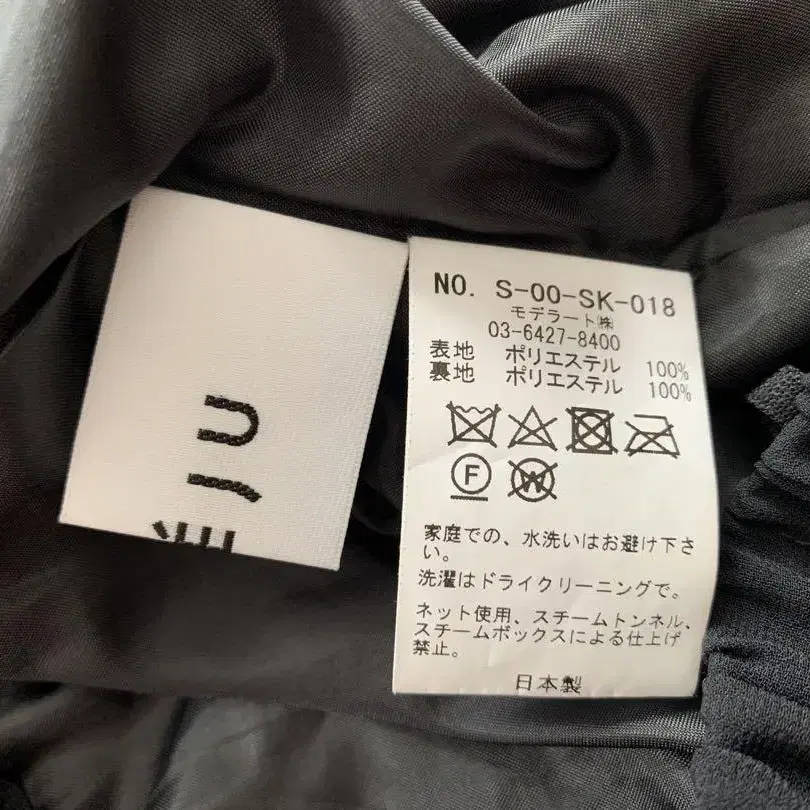 NO. S-00-SK-018
モデラート㈱
03-6427-8400
表地 ポリエステル 100%
裏地 ポリエステル 100%
F
W
家庭での、水洗いはお避け下さ
い。
洗濯はドライクリーニングで。
ネット使用、スチームトンネル、
スチームボックスによる仕上げ
禁止。
日本製